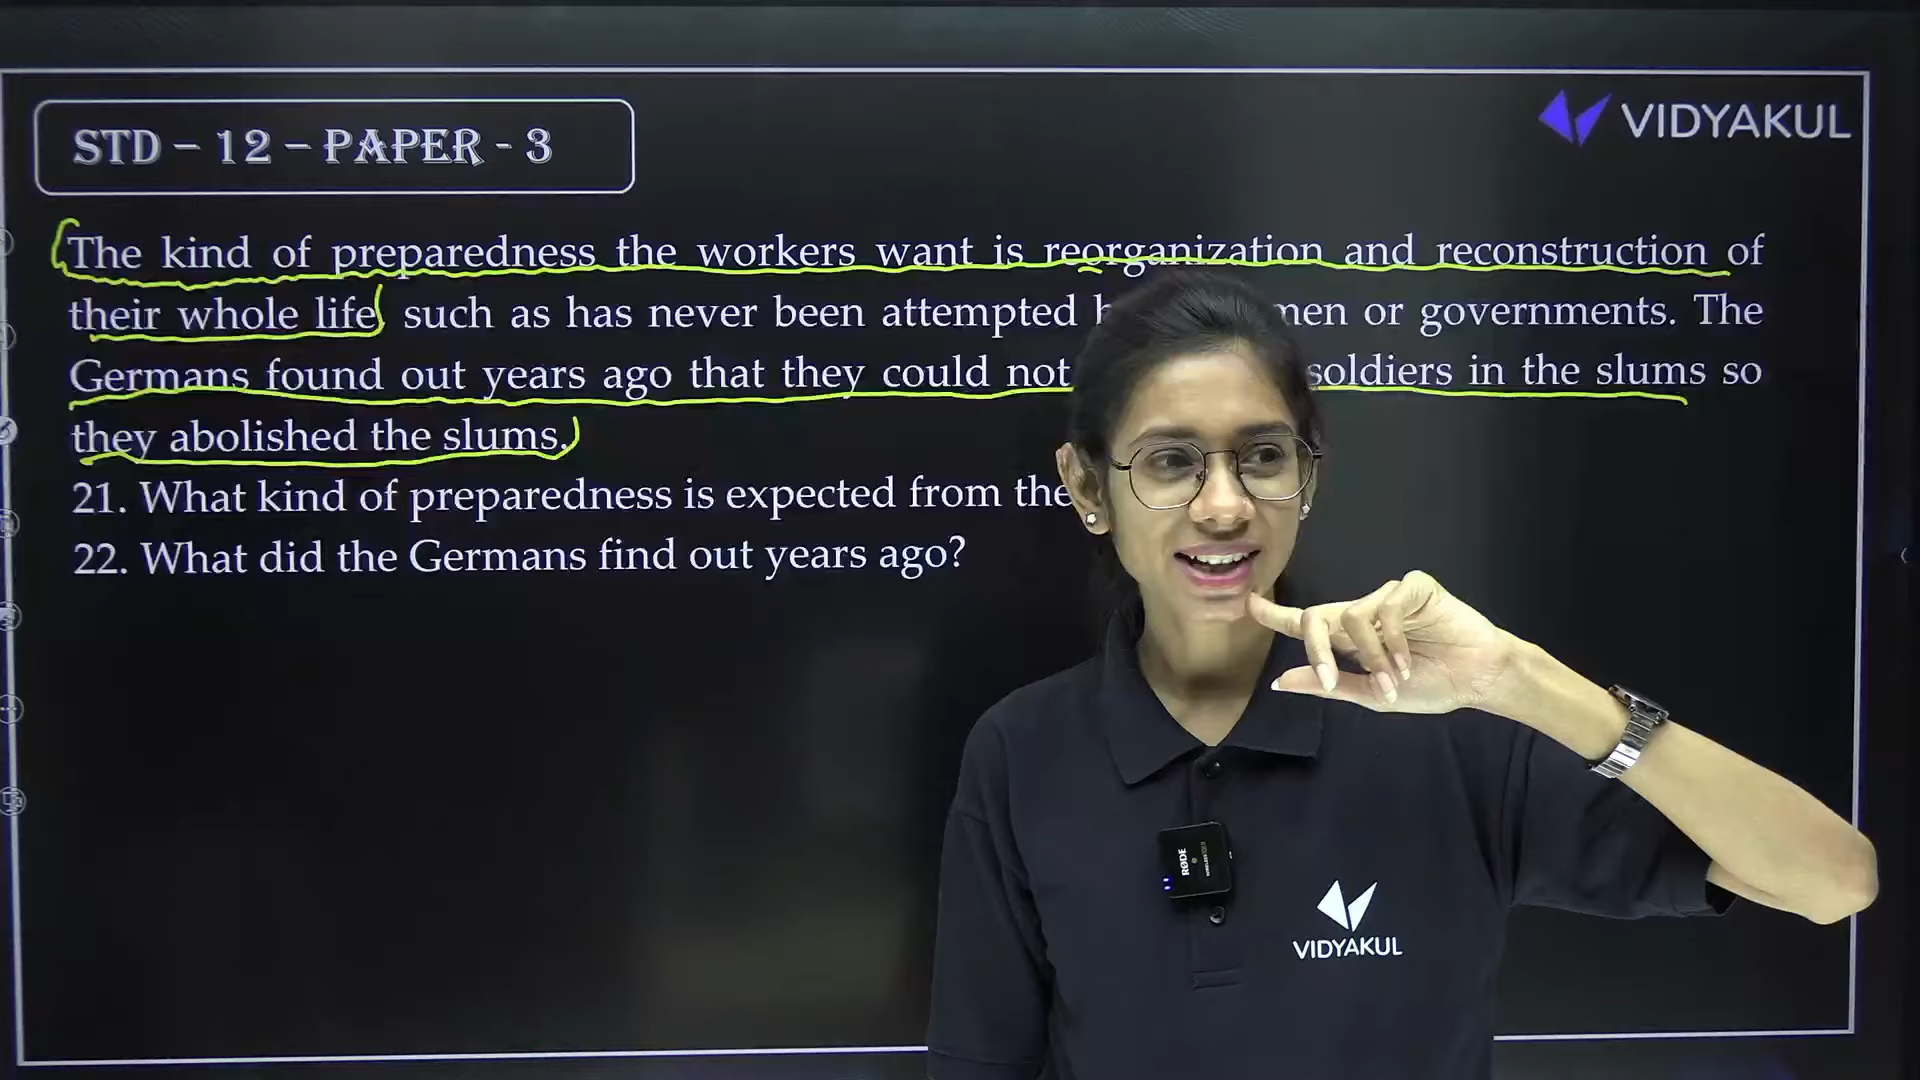 STD – 12 – PAPER - 3
VIDYAKUL
The kind of preparedness the workers want is reorganization and reconstruction of
their whole life, such as has never been attempted men or governments. The
Germans found out years ago that they could not soldiers in the slums so
they abolished the slums.
21. What kind of preparedness is expected from the
22. What did the Germans find out years ago?
RØDE
VIDYAKUL